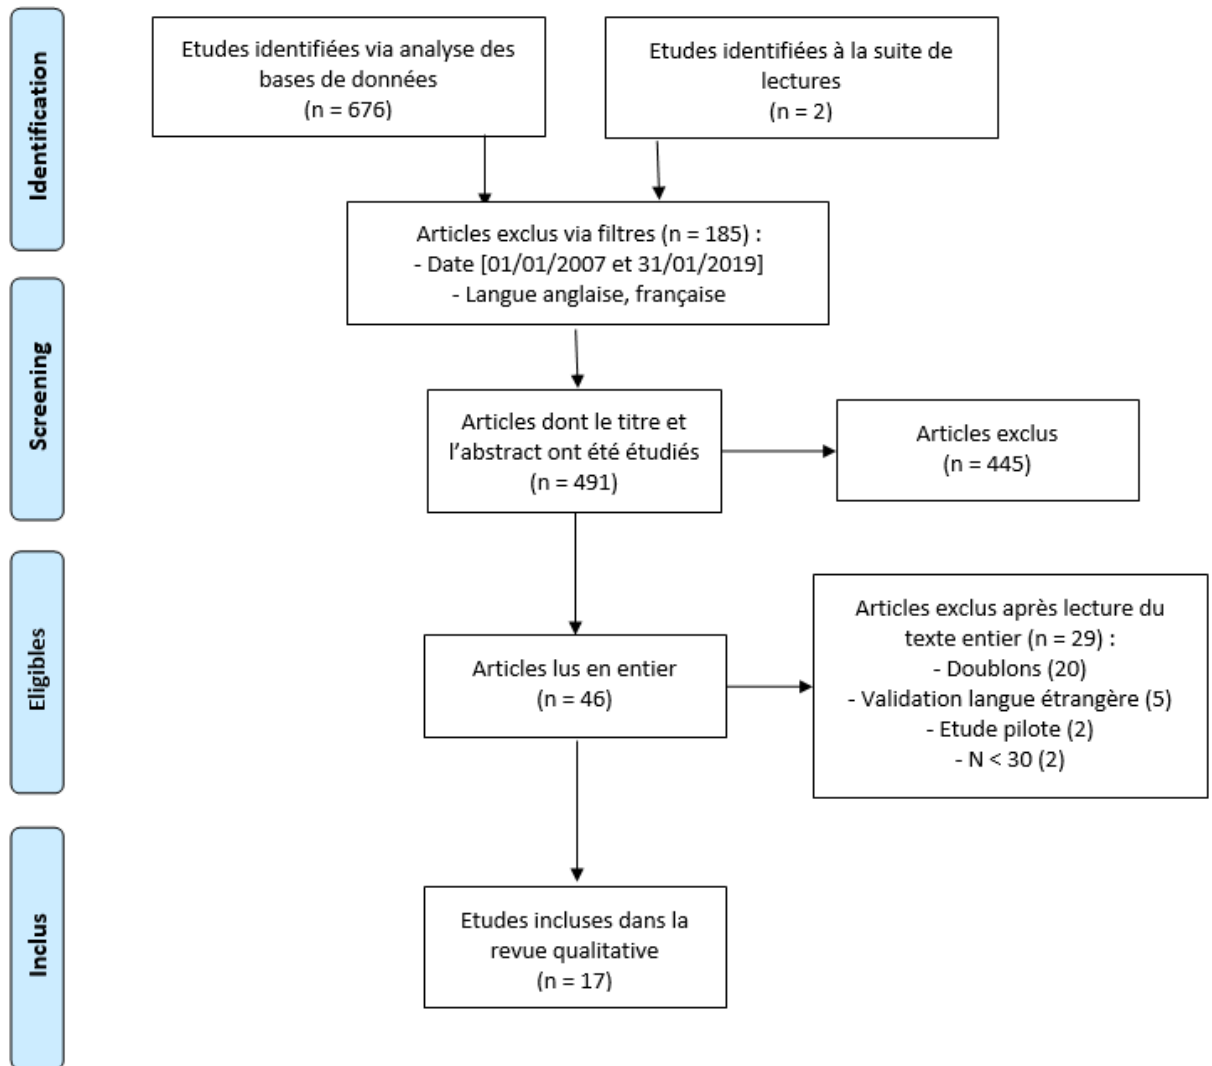 Identification
Etudes identifiées via analyse des
bases de données
(n = 676)
Etudes identifiées à la suite de
lectures
(n = 2)
Articles exclus via filtres (n = 185) :
- Date [01/01/2007 et 31/01/2019]
- Langue anglaise, française
Screening
Articles dont le titre et
l’abstract ont été étudiés
(n = 491)
Articles exclus
(n = 445)
Eligibles
Articles lus en entier
(n = 46)
Articles exclus après lecture du
texte entier (n = 29) :
- Doublons (20)
- Validation langue étrangère (5)
- Etude pilote (2)
- N < 30 (2)
Inclus
Etudes incluses dans la
revue qualitative
(n = 17)